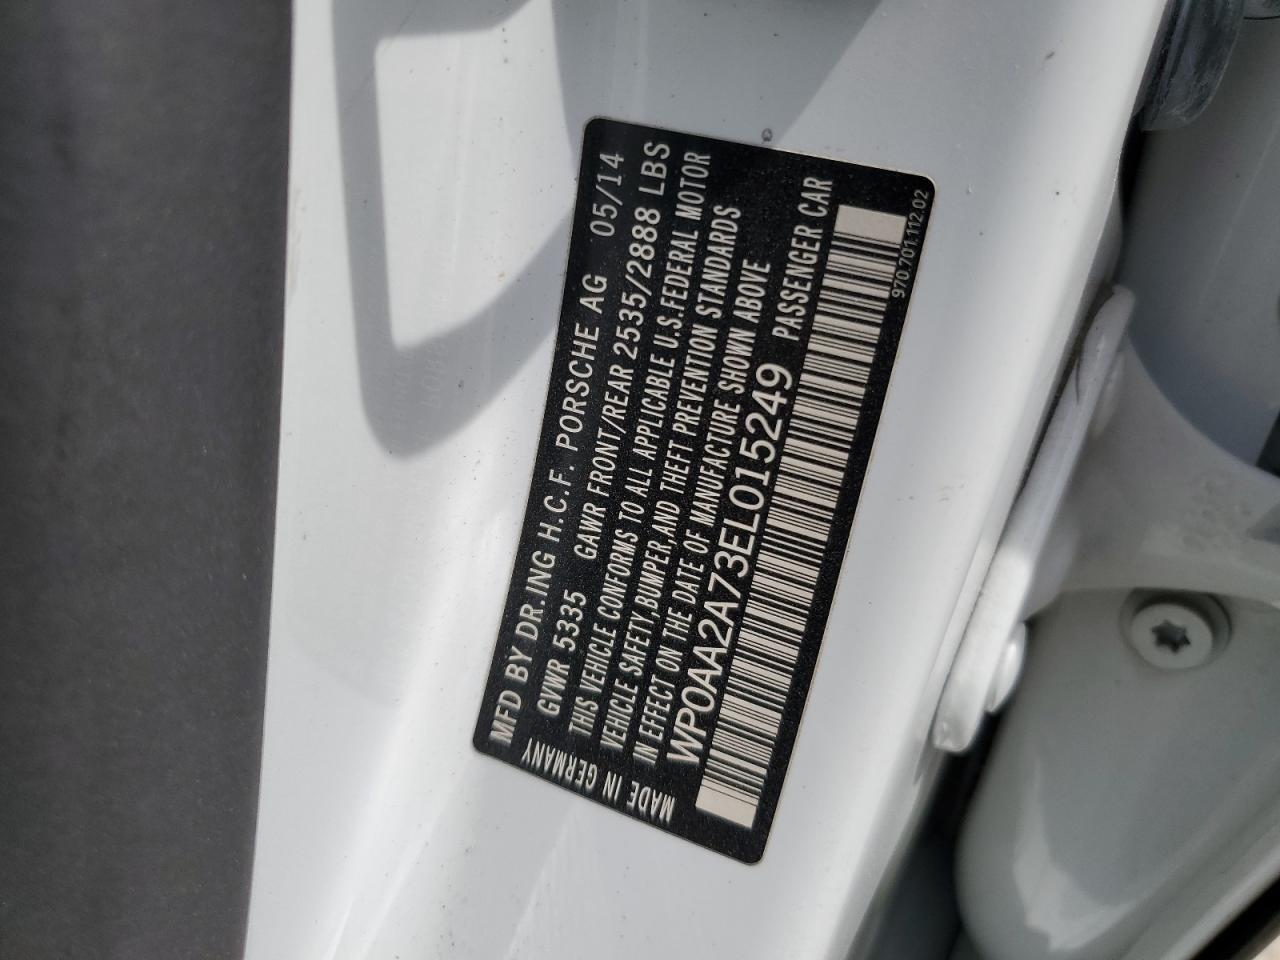 MFD BY DR.ING H.C.F. PORSCHE AG 05/14
GVWR 5335 GAWR FRONT/REAR 2535/2888 LBS
THIS VEHICLE CONFORMS TO ALL APPLICABLE U.S.FEDERAL MOTOR
VEHICLE SAFETY,BUMPER,AND THEFT PREVENTION STANDARDS
IN EFFECT ON THE DATE OF MANUFACTURE SHOWN ABOVE
WP0AA2A73EL015249 PASSENGER CAR
MADE IN GERMANY
970.701.112.02